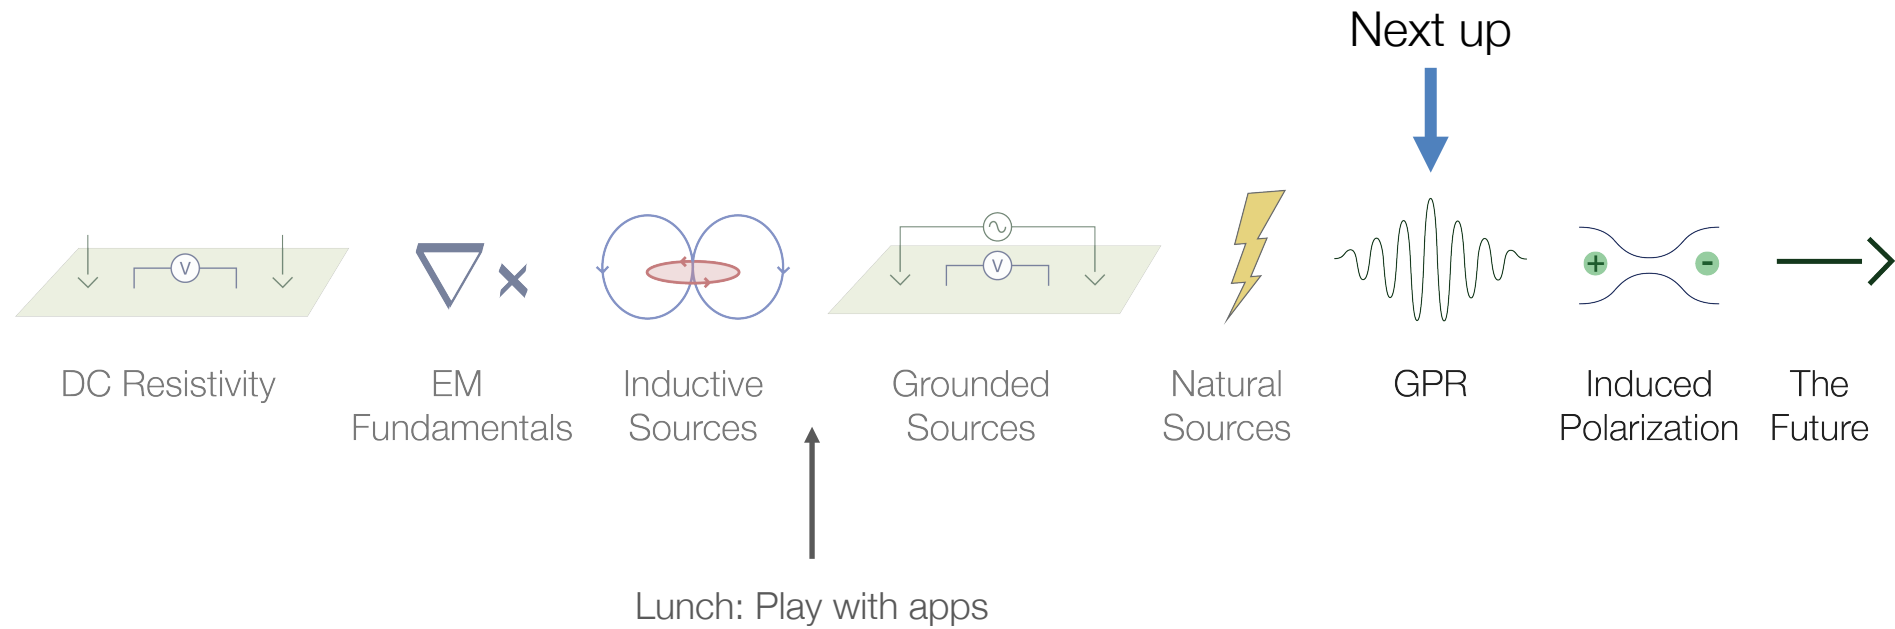 Next up
V
V
+
-
DC Resistivity
EM
Fundamentals
Inductive
Sources
Grounded
Sources
Natural
Sources
GPR
Induced
Polarization
The
Future
Lunch: Play with apps